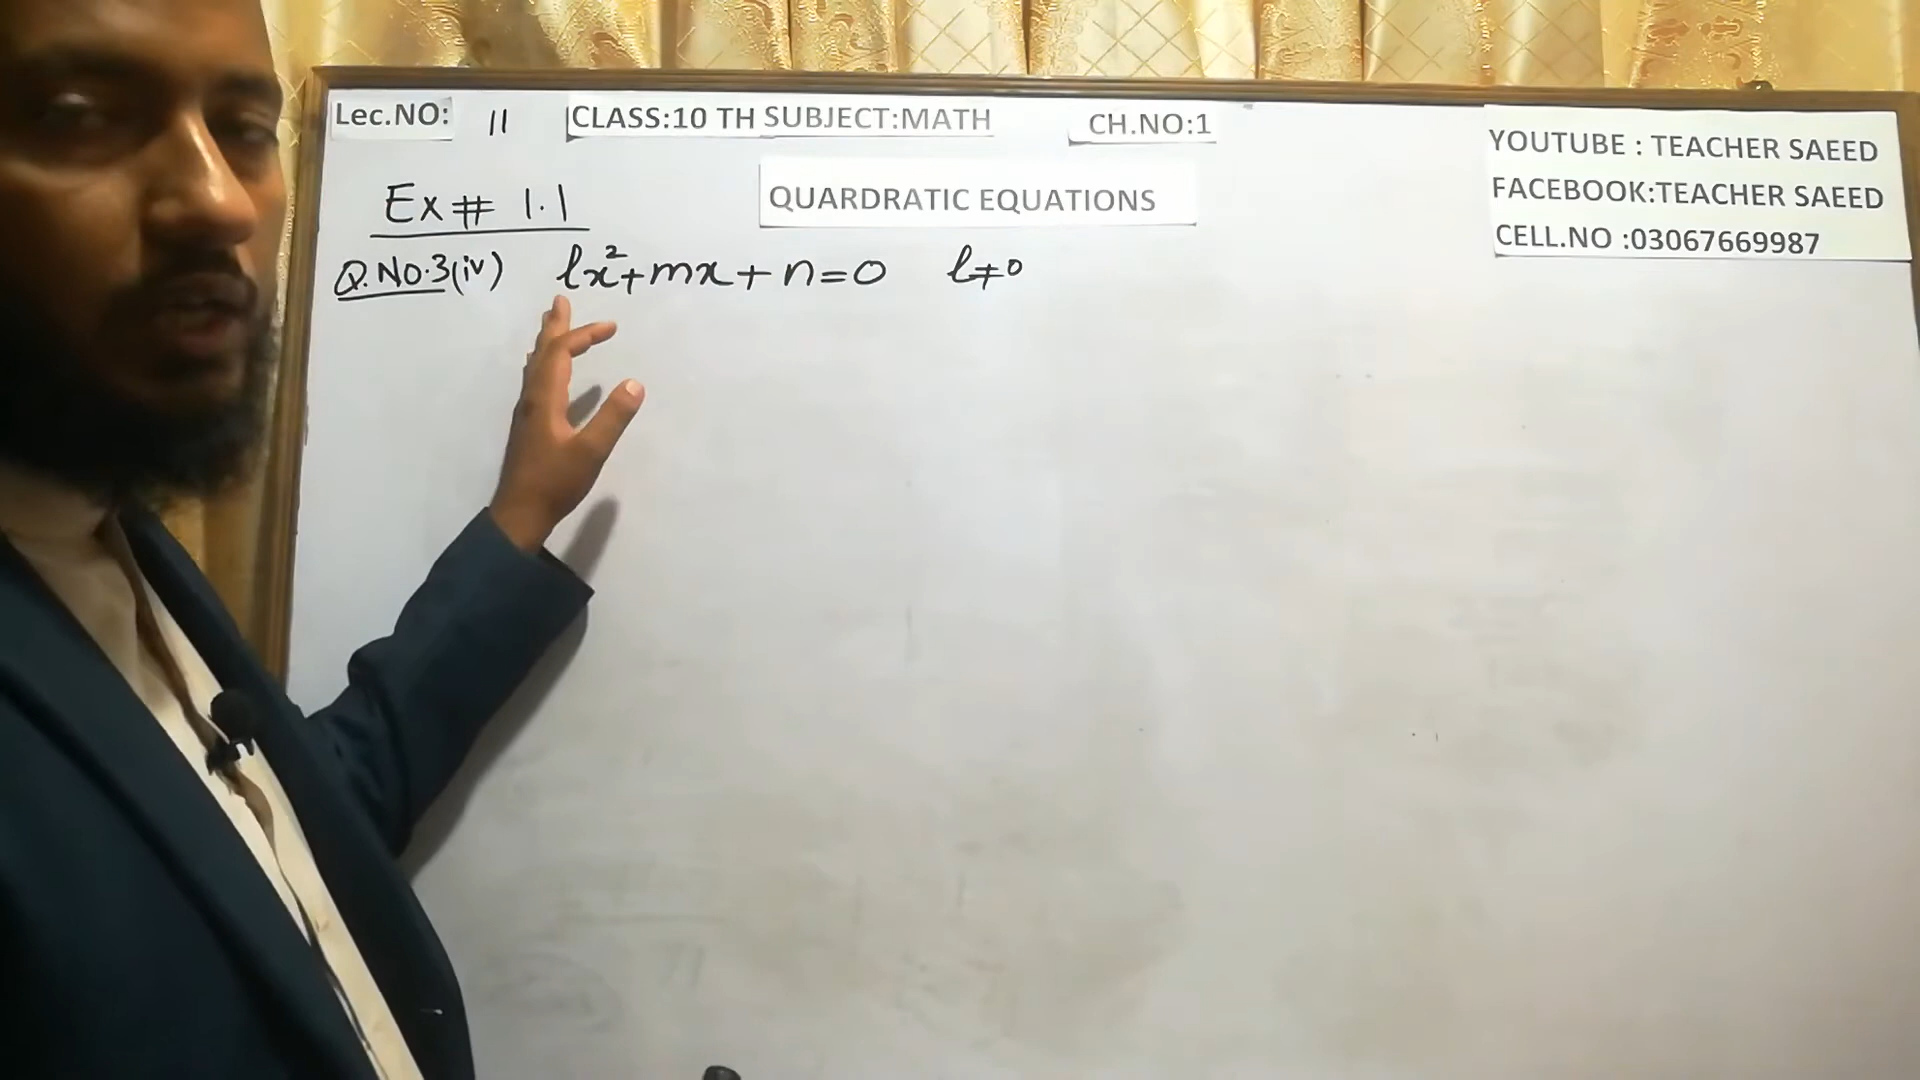 Lec.NO: 11 CLASS:10 TH SUBJECT:MATH CH.NO:1
QUARDRATIC EQUATIONS
YOUTUBE : TEACHER SAEED
FACEBOOK:TEACHER SAEED
CELL.NO :03067669987
Ex# 1.1
Q.No.3(iv) lx²+mx+n=0 l≠0